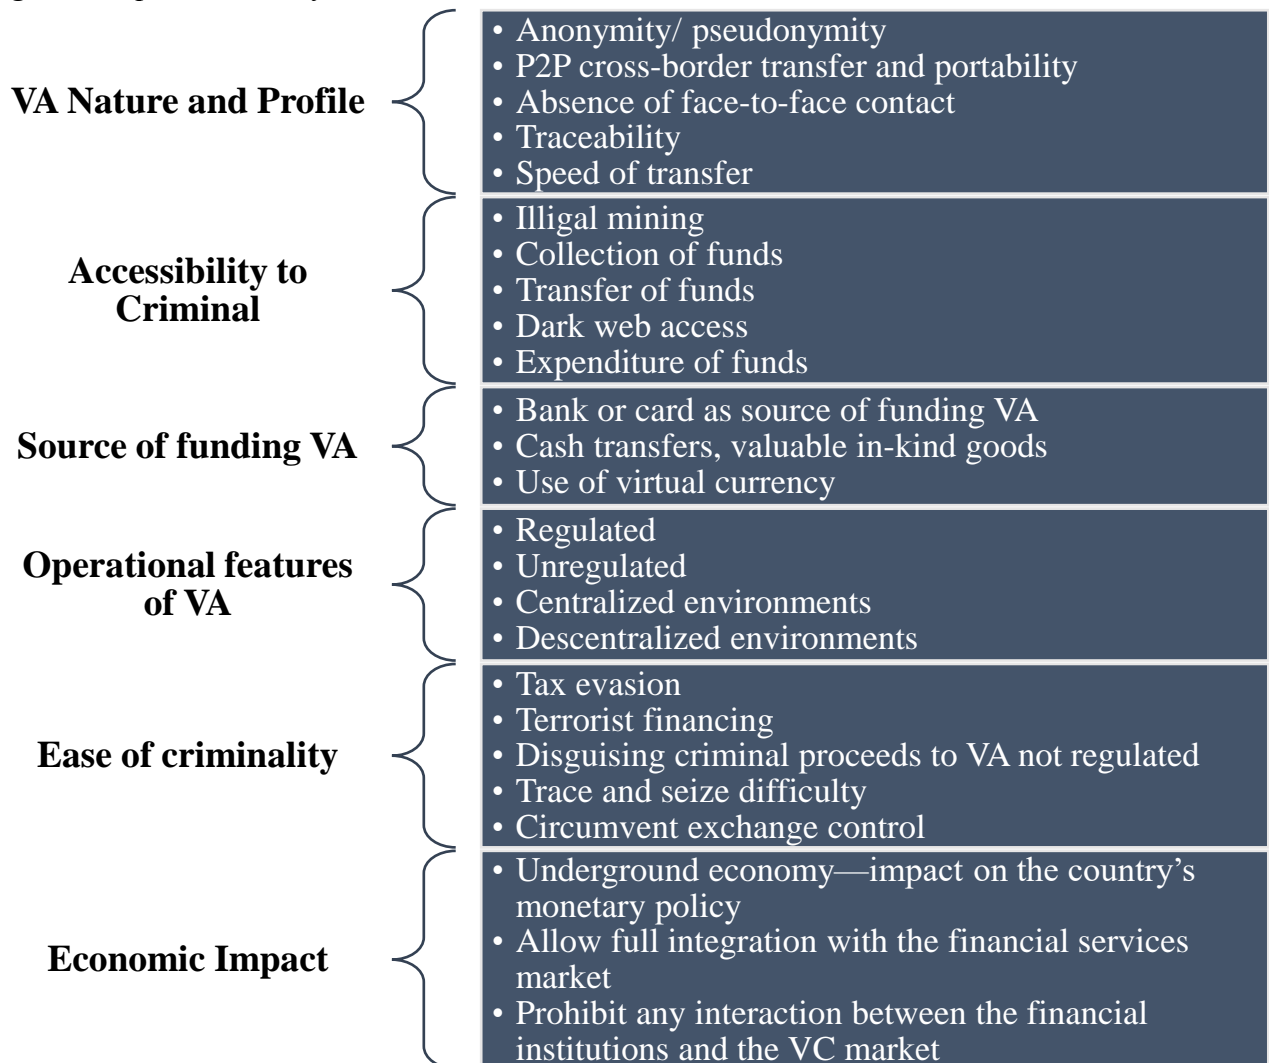 VA Nature and Profile
• Anonymity/ pseudonymity
• P2P cross-border transfer and portability
• Absence of face-to-face contact
• Traceability
• Speed of transfer
Accessibility to
Criminal
• Illigal mining
• Collection of funds
• Transfer of funds
• Dark web access
• Expenditure of funds
Source of funding VA
• Bank or card as source of funding VA
• Cash transfers, valuable in-kind goods
• Use of virtual currency
Operational features
of VA
• Regulated
• Unregulated
• Centralized environments
• Descentralized environments
Ease of criminality
• Tax evasion
• Terrorist financing
• Disguising criminal proceeds to VA not regulated
• Trace and seize difficulty
• Circumvent exchange control
Economic Impact
• Underground economy—impact on the country’s
monetary policy
• Allow full integration with the financial services
market
• Prohibit any interaction between the financial
institutions and the VC market